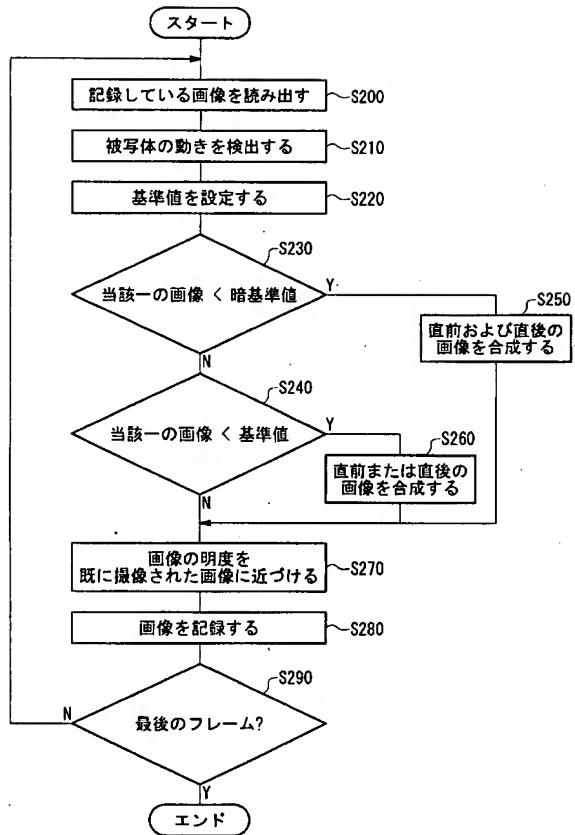 スタート
記録している画像を読み出す
S200
被写体の動きを検出する
S210
基準値を設定する
S220
S230
当該一の画像 < 暗基準値
Y
N
S250
直前および直後の
画像を合成する
S240
当該一の画像 < 基準値
Y
N
S260
直前または直後の
画像を合成する
画像の明度を
既に撮像された画像に近づける
S270
画像を記録する
S280
S290
最後のフレーム?
N
Y
エンド